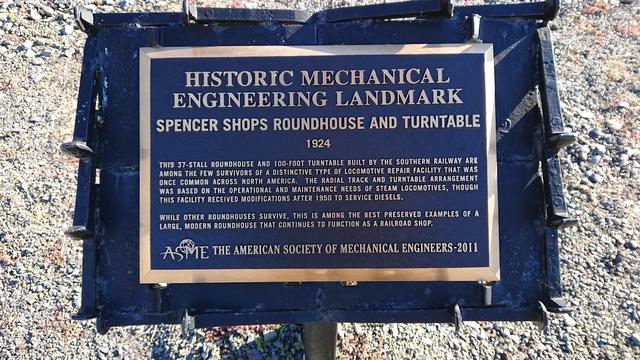 HISTORIC MECHANICAL
ENGINEERING LANDMARK
SPENCER SHOPS ROUNDHOUSE AND TURNTABLE
1924
THIS 37-STALL ROUNDHOUSE AND 100-FOOT TURNTABLE BUILT BY THE SOUTHERN RAILWAY ARE
AMONG THE FEW SURVIVORS OF A DISTINCTIVE TYPE OF LOCOMOTIVE REPAIR FACILITY THAT WAS
ONCE COMMON ACROSS NORTH AMERICA. THE RADIAL TRACK AND TURNTABLE ARRANGEMENT
WAS BASED ON THE OPERATIONAL AND MAINTENANCE NEEDS OF STEAM LOCOMOTIVES, THOUGH
THIS FACILITY RECEIVED MODIFICATIONS AFTER 1950 TO SERVICE DIESELS.
WHILE OTHER ROUNDHOUSES SURVIVE, THIS IS AMONG THE BEST PRESERVED EXAMPLES OF A
LARGE, MODERN ROUNDHOUSE THAT CONTINUES TO FUNCTION AS A RAILROAD SHOP.
ASME THE AMERICAN SOCIETY OF MECHANICAL ENGINEERS-2011